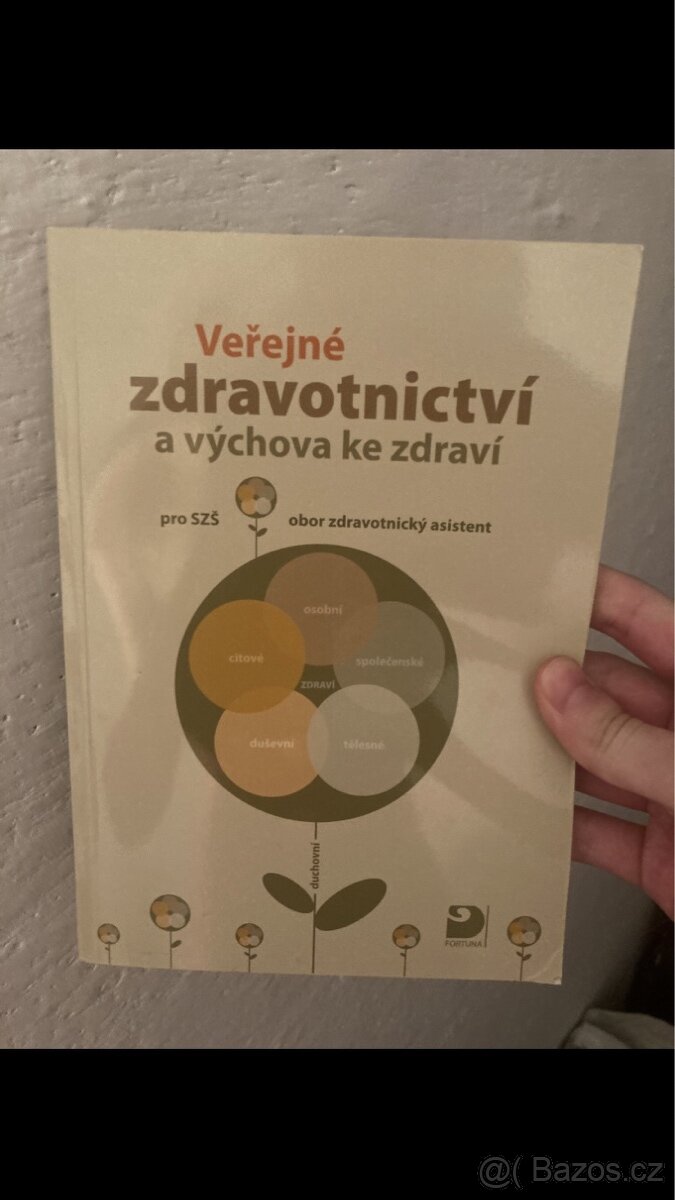 Veřejné
zdravotnictví
a výchova ke zdraví
pro SZŠ
obor zdravotnický asistent
osobní
citové
společenské
ZDRAVÍ
duševní
tělesné
duchovní
FORTUNA
@( Bazos.cz